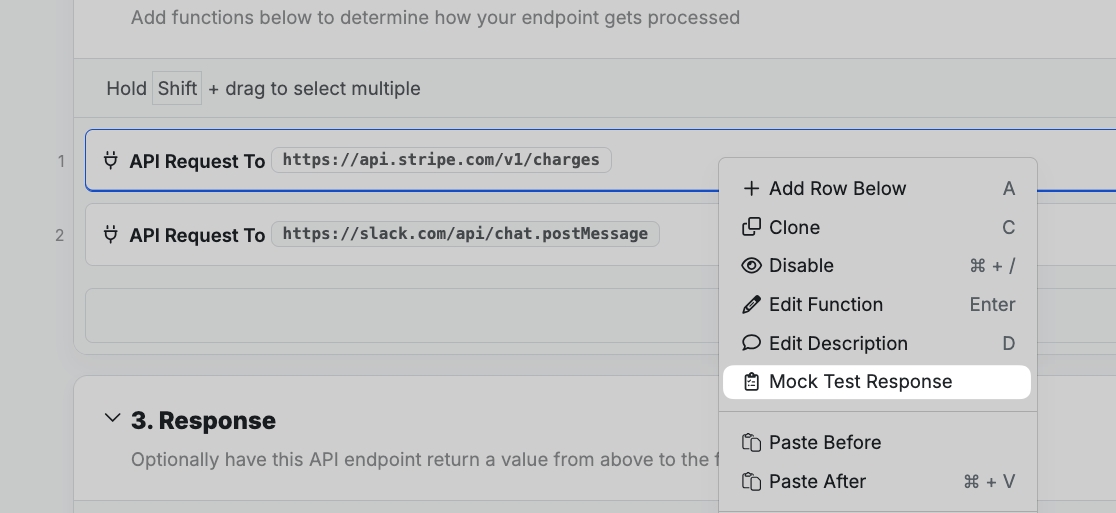 Add functions below to determine how your endpoint gets processed
Hold Shift + drag to select multiple
1 API Request To https://api.stripe.com/v1/charges
Add Row Below A
2 API Request To https://slack.com/api/chat.postMessage
Clone C
Disable ⌘ + /
Edit Function Enter
Edit Description D
Mock Test Response
3. Response
Paste Before
Optionally have this API endpoint return a value from above to the
Paste After ⌘ + V